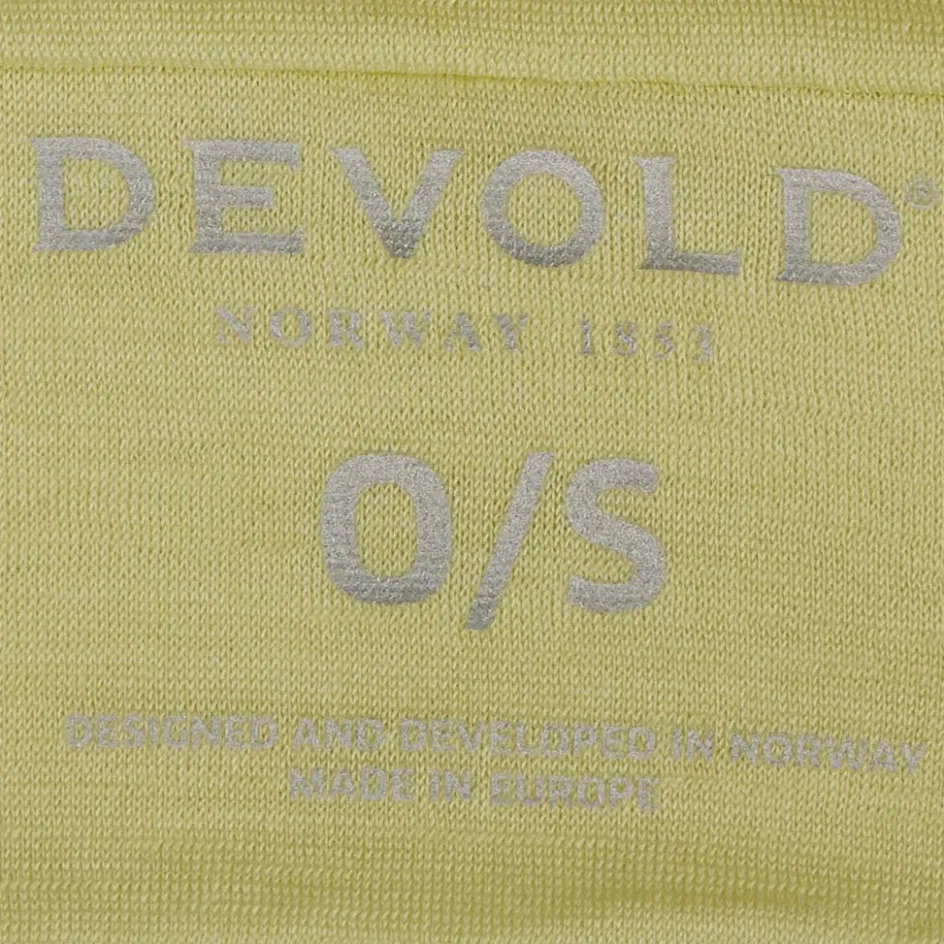 DEVOLD®
NORWAY 1853
O/S
DESIGNED AND DEVELOPED IN NORWAY
MADE IN EUROPE